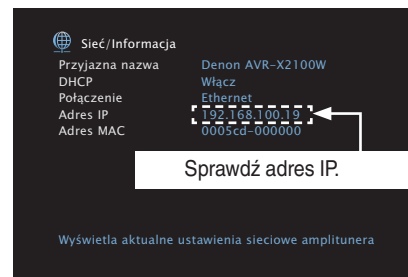 Sieć/Informacja
Przyjazna nazwa Denon AVR-X2100W
DHCP Włącz
Połączenie Ethernet
Adres IP 192.168.100.19
Adres MAC 0005cd-000000
Sprawdź adres IP.
Wyświetla aktualne ustawienia sieciowe amplitunera